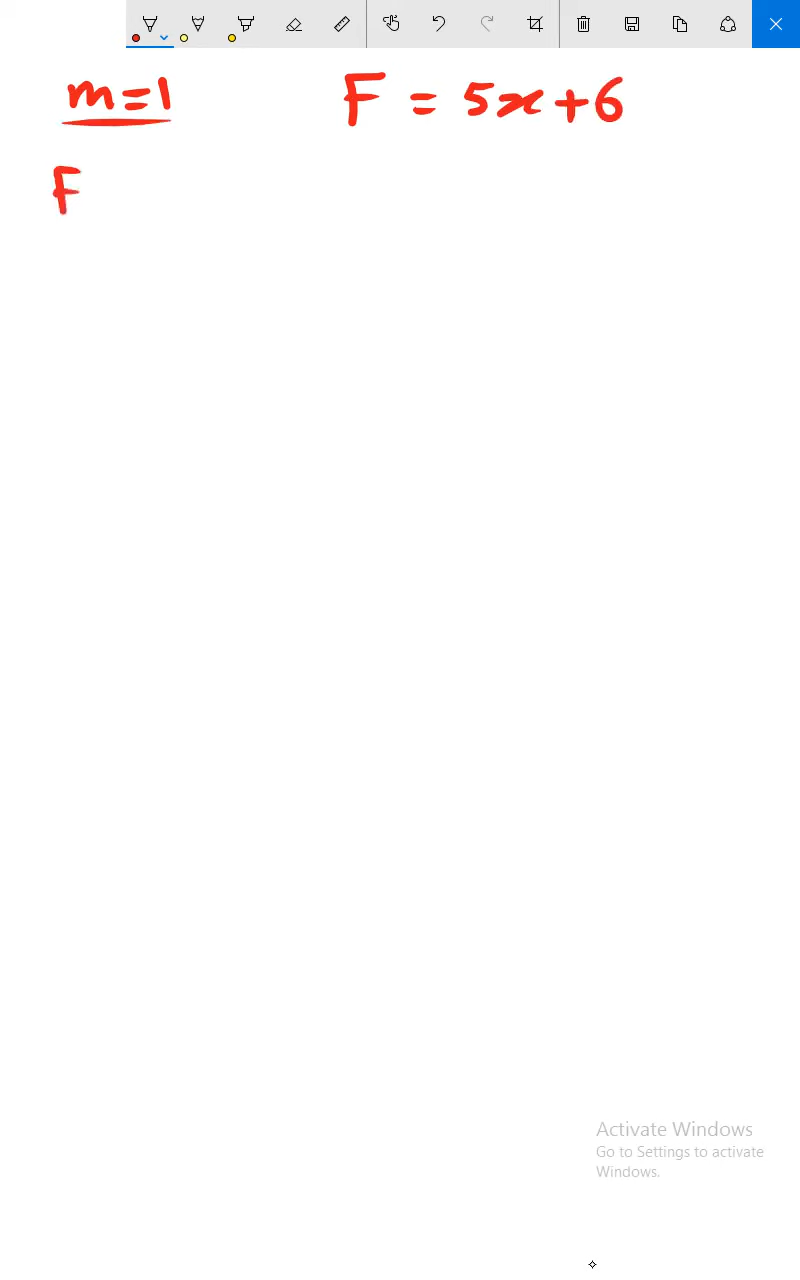 m=1 F = 5x+6
F
Activate Windows
Go to Settings to activate
Windows.